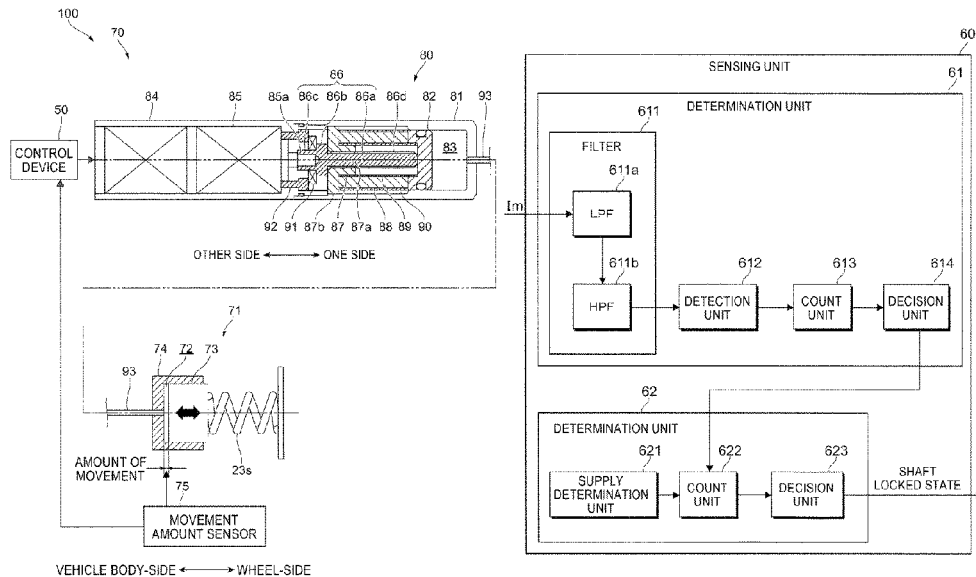 100
70
80
86
84
85
85a
86c
86b
86a
86d
82
81
93
50
CONTROL
DEVICE
83
92
91
87b
87
87a
88
89
90
OTHER SIDE
ONE SIDE
71
74
72
73
93
23s
AMOUNT OF
MOVEMENT
75
MOVEMENT
AMOUNT SENSOR
VEHICLE BODY-SIDE
WHEEL-SIDE
60
SENSING UNIT
61
DETERMINATION UNIT
611
FILTER
611a
LPF
Im
611b
HPF
612
DETECTION
UNIT
613
COUNT
UNIT
614
DECISION
UNIT
62
DETERMINATION UNIT
621
SUPPLY
DETERMINATION
UNIT
622
COUNT
UNIT
623
DECISION
UNIT
SHAFT
LOCKED STATE